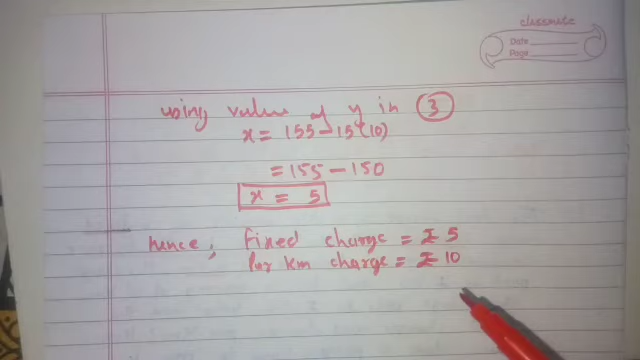 classmate
Date
Page
using value of y in 3
x = 155 - 15(10)
= 155 - 150
x = 5
hence, fixed charge = ₹ 5
Per km charge = ₹ 10